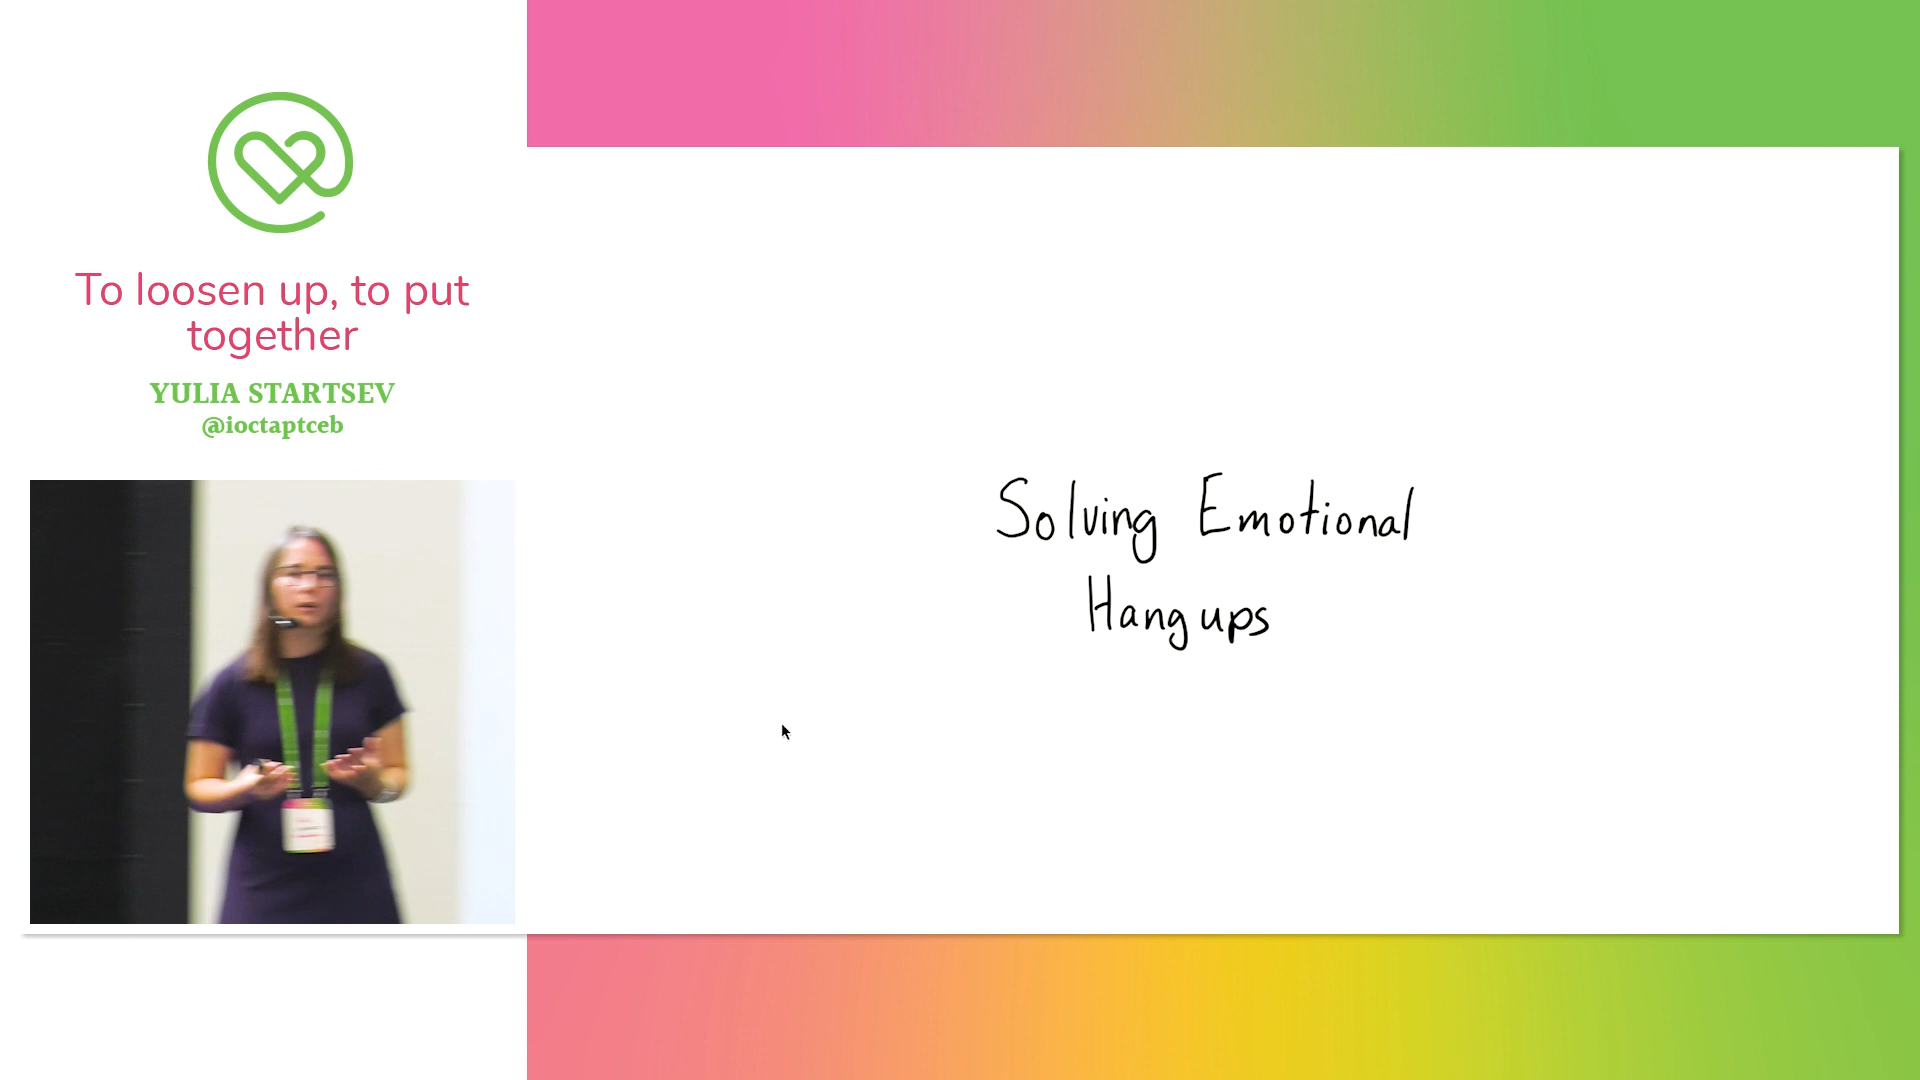 To loosen up, to put
together
YULIA STARTSEV
@ioctaptceb
Solving Emotional
Hang ups